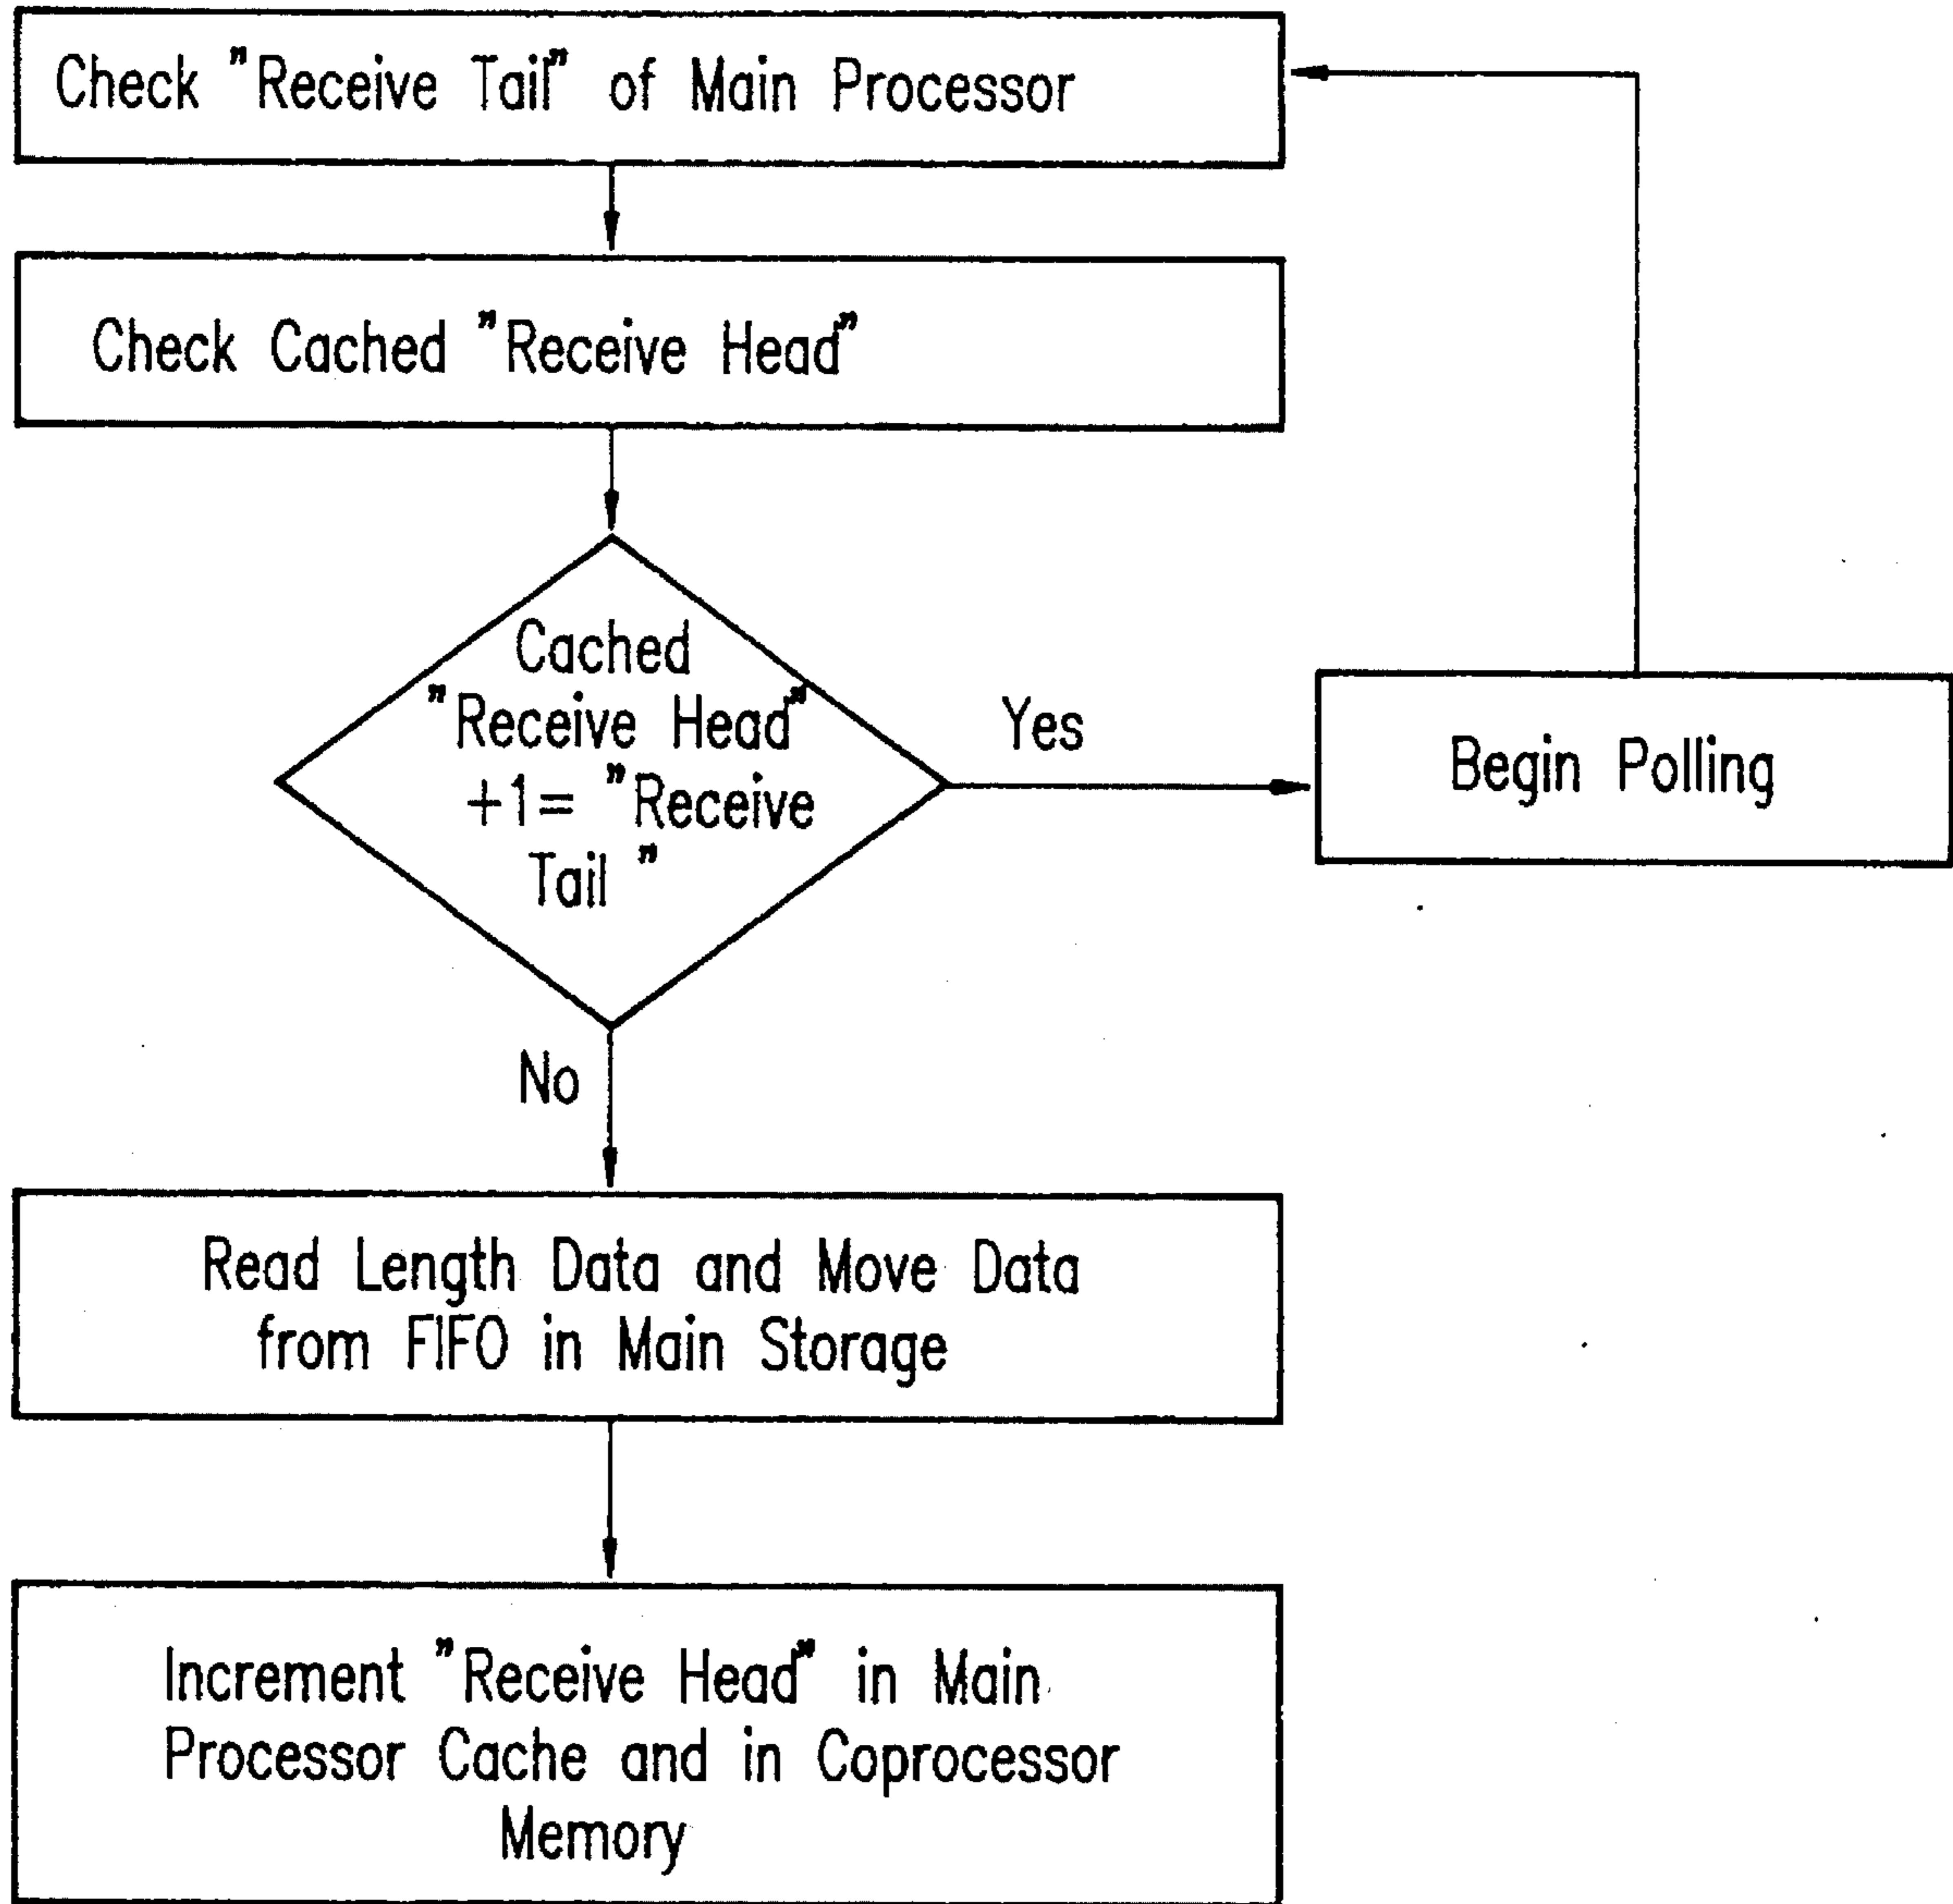 Check "Receive Tail" of Main Processor
Check Cached "Receive Head"
Cached
"Receive Head"
+1= "Receive
Tail "
Yes
Begin Polling
No
Read Length Data and Move Data
from FIFO in Main Storage
Increment "Receive Head" in Main
Processor Cache and in Coprocessor
Memory